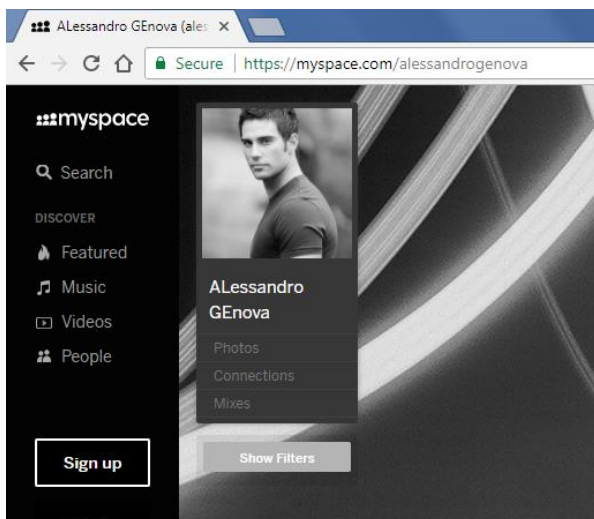 ALessandro GEnova (ales
Secure | https://myspace.com/alessandrogenova
myspace
Search
DISCOVER
Featured
Music
Videos
People
Sign up
ALessandro
GEnova
Photos
Connections
Mixes
Show Filters